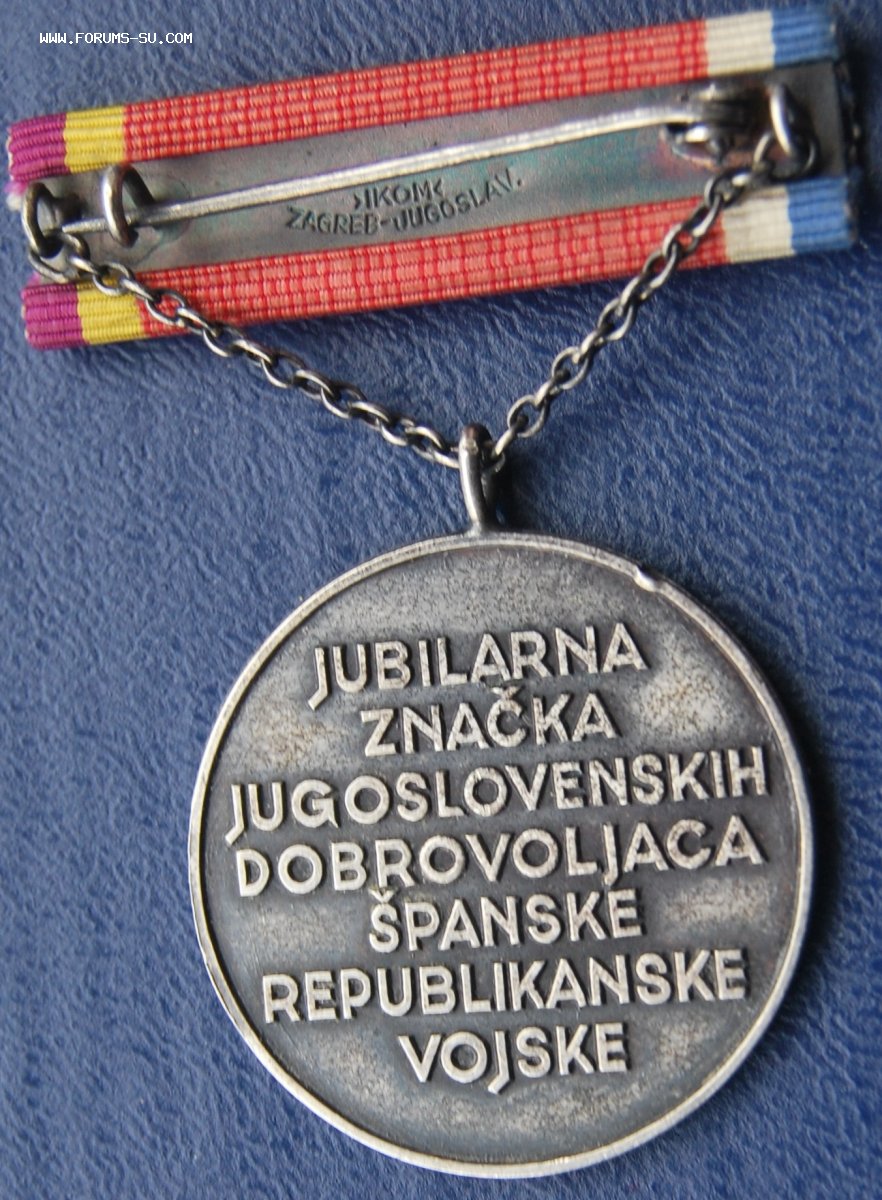 www.forums-su.com
IKOM
ZAGREB-JUGOSLAV.
JUBILARNA
ZNAČKA
JUGOSLOVENSKIH
DOBROVOLJACA
ŠPANSKE
REPUBLIKANSKE
VOJSKE